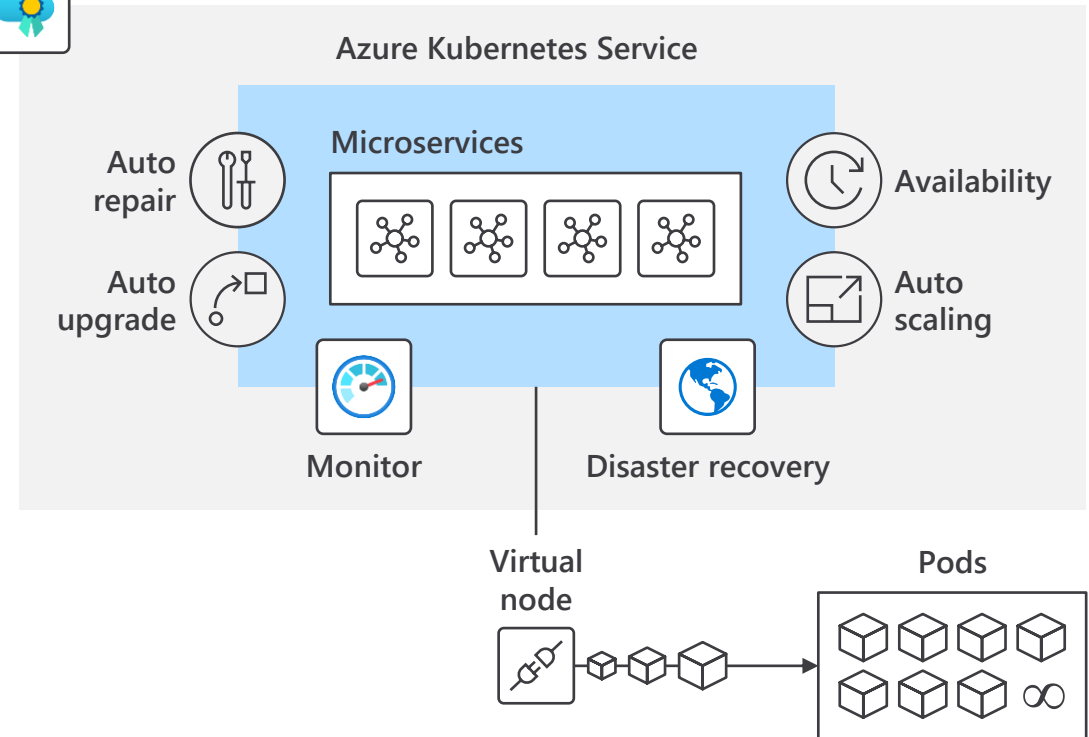 Azure Kubernetes Service
Microservices
Auto
repair
Availability
Auto
upgrade
Auto
scaling
Monitor
Disaster recovery
Virtual
node
Pods
∞